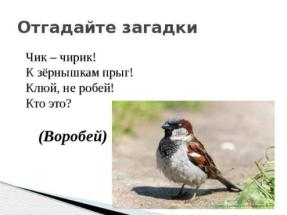 Отгадайте загадки
Чик – чирик!
К зёрнышкам прыг!
Клюй, не робей!
Кто это?
(Воробей)